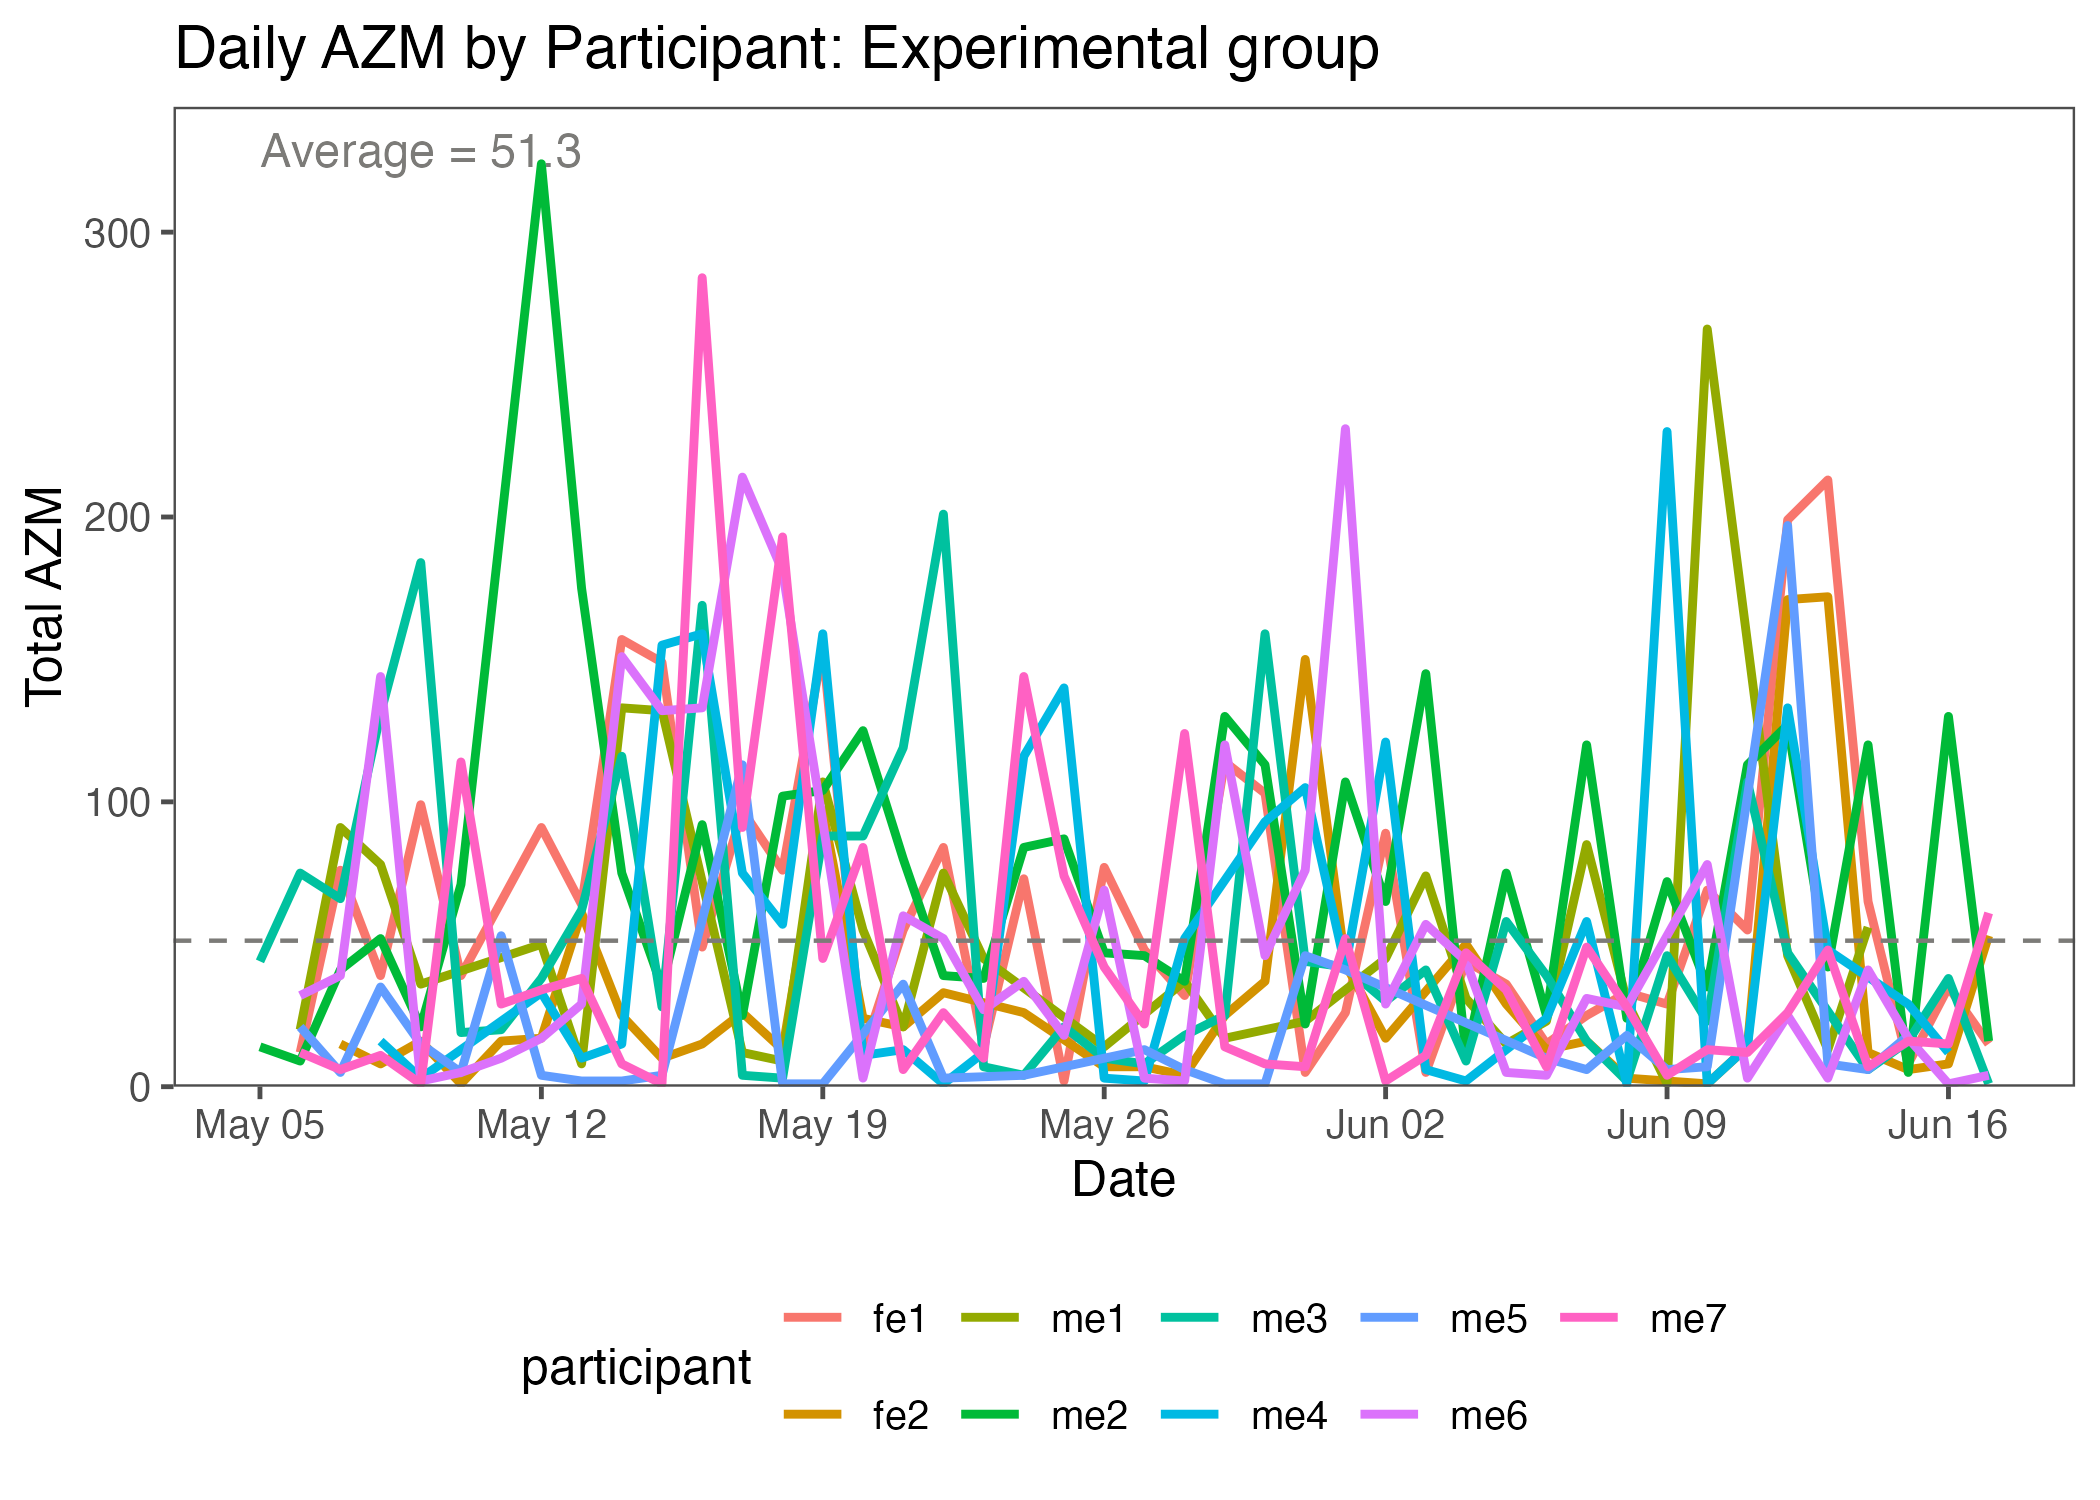 Daily AZM by Participant: Experimental group
Average = 51.3
Total AZM
300
200
100
0
May 05 May 12 May 19 May 26 Jun 02 Jun 09 Jun 16
Date
participant
fe1 me1 me3 me5 me7
fe2 me2 me4 me6